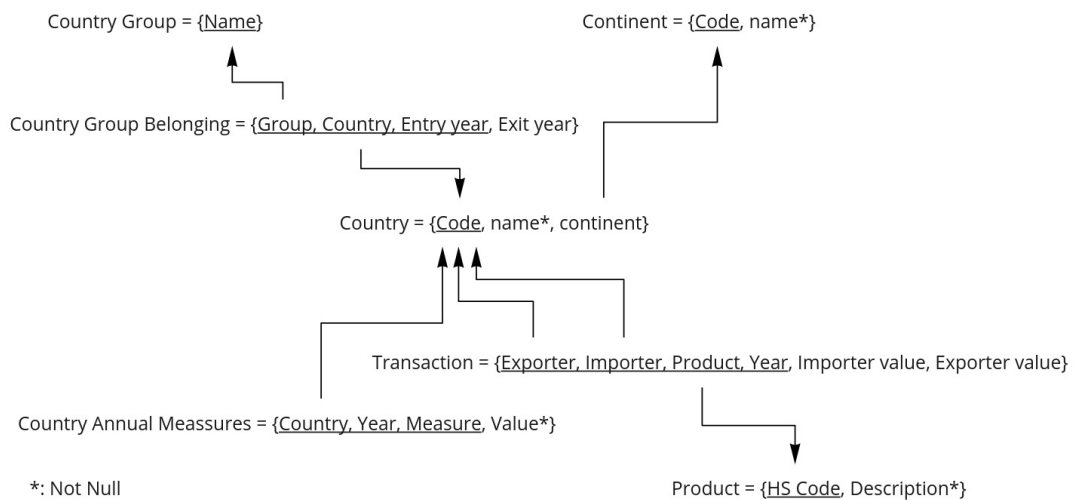 Country Group = {Name}
Continent = {Code, name*}
Country Group Belonging = {Group, Country, Entry year, Exit year}
Country = {Code, name*, continent}
Transaction = {Exporter, Importer, Product, Year, Importer value, Exporter value}
Country Annual Meassures = {Country, Year, Measure, Value*}
*: Not Null
Product = {HS Code, Description*}